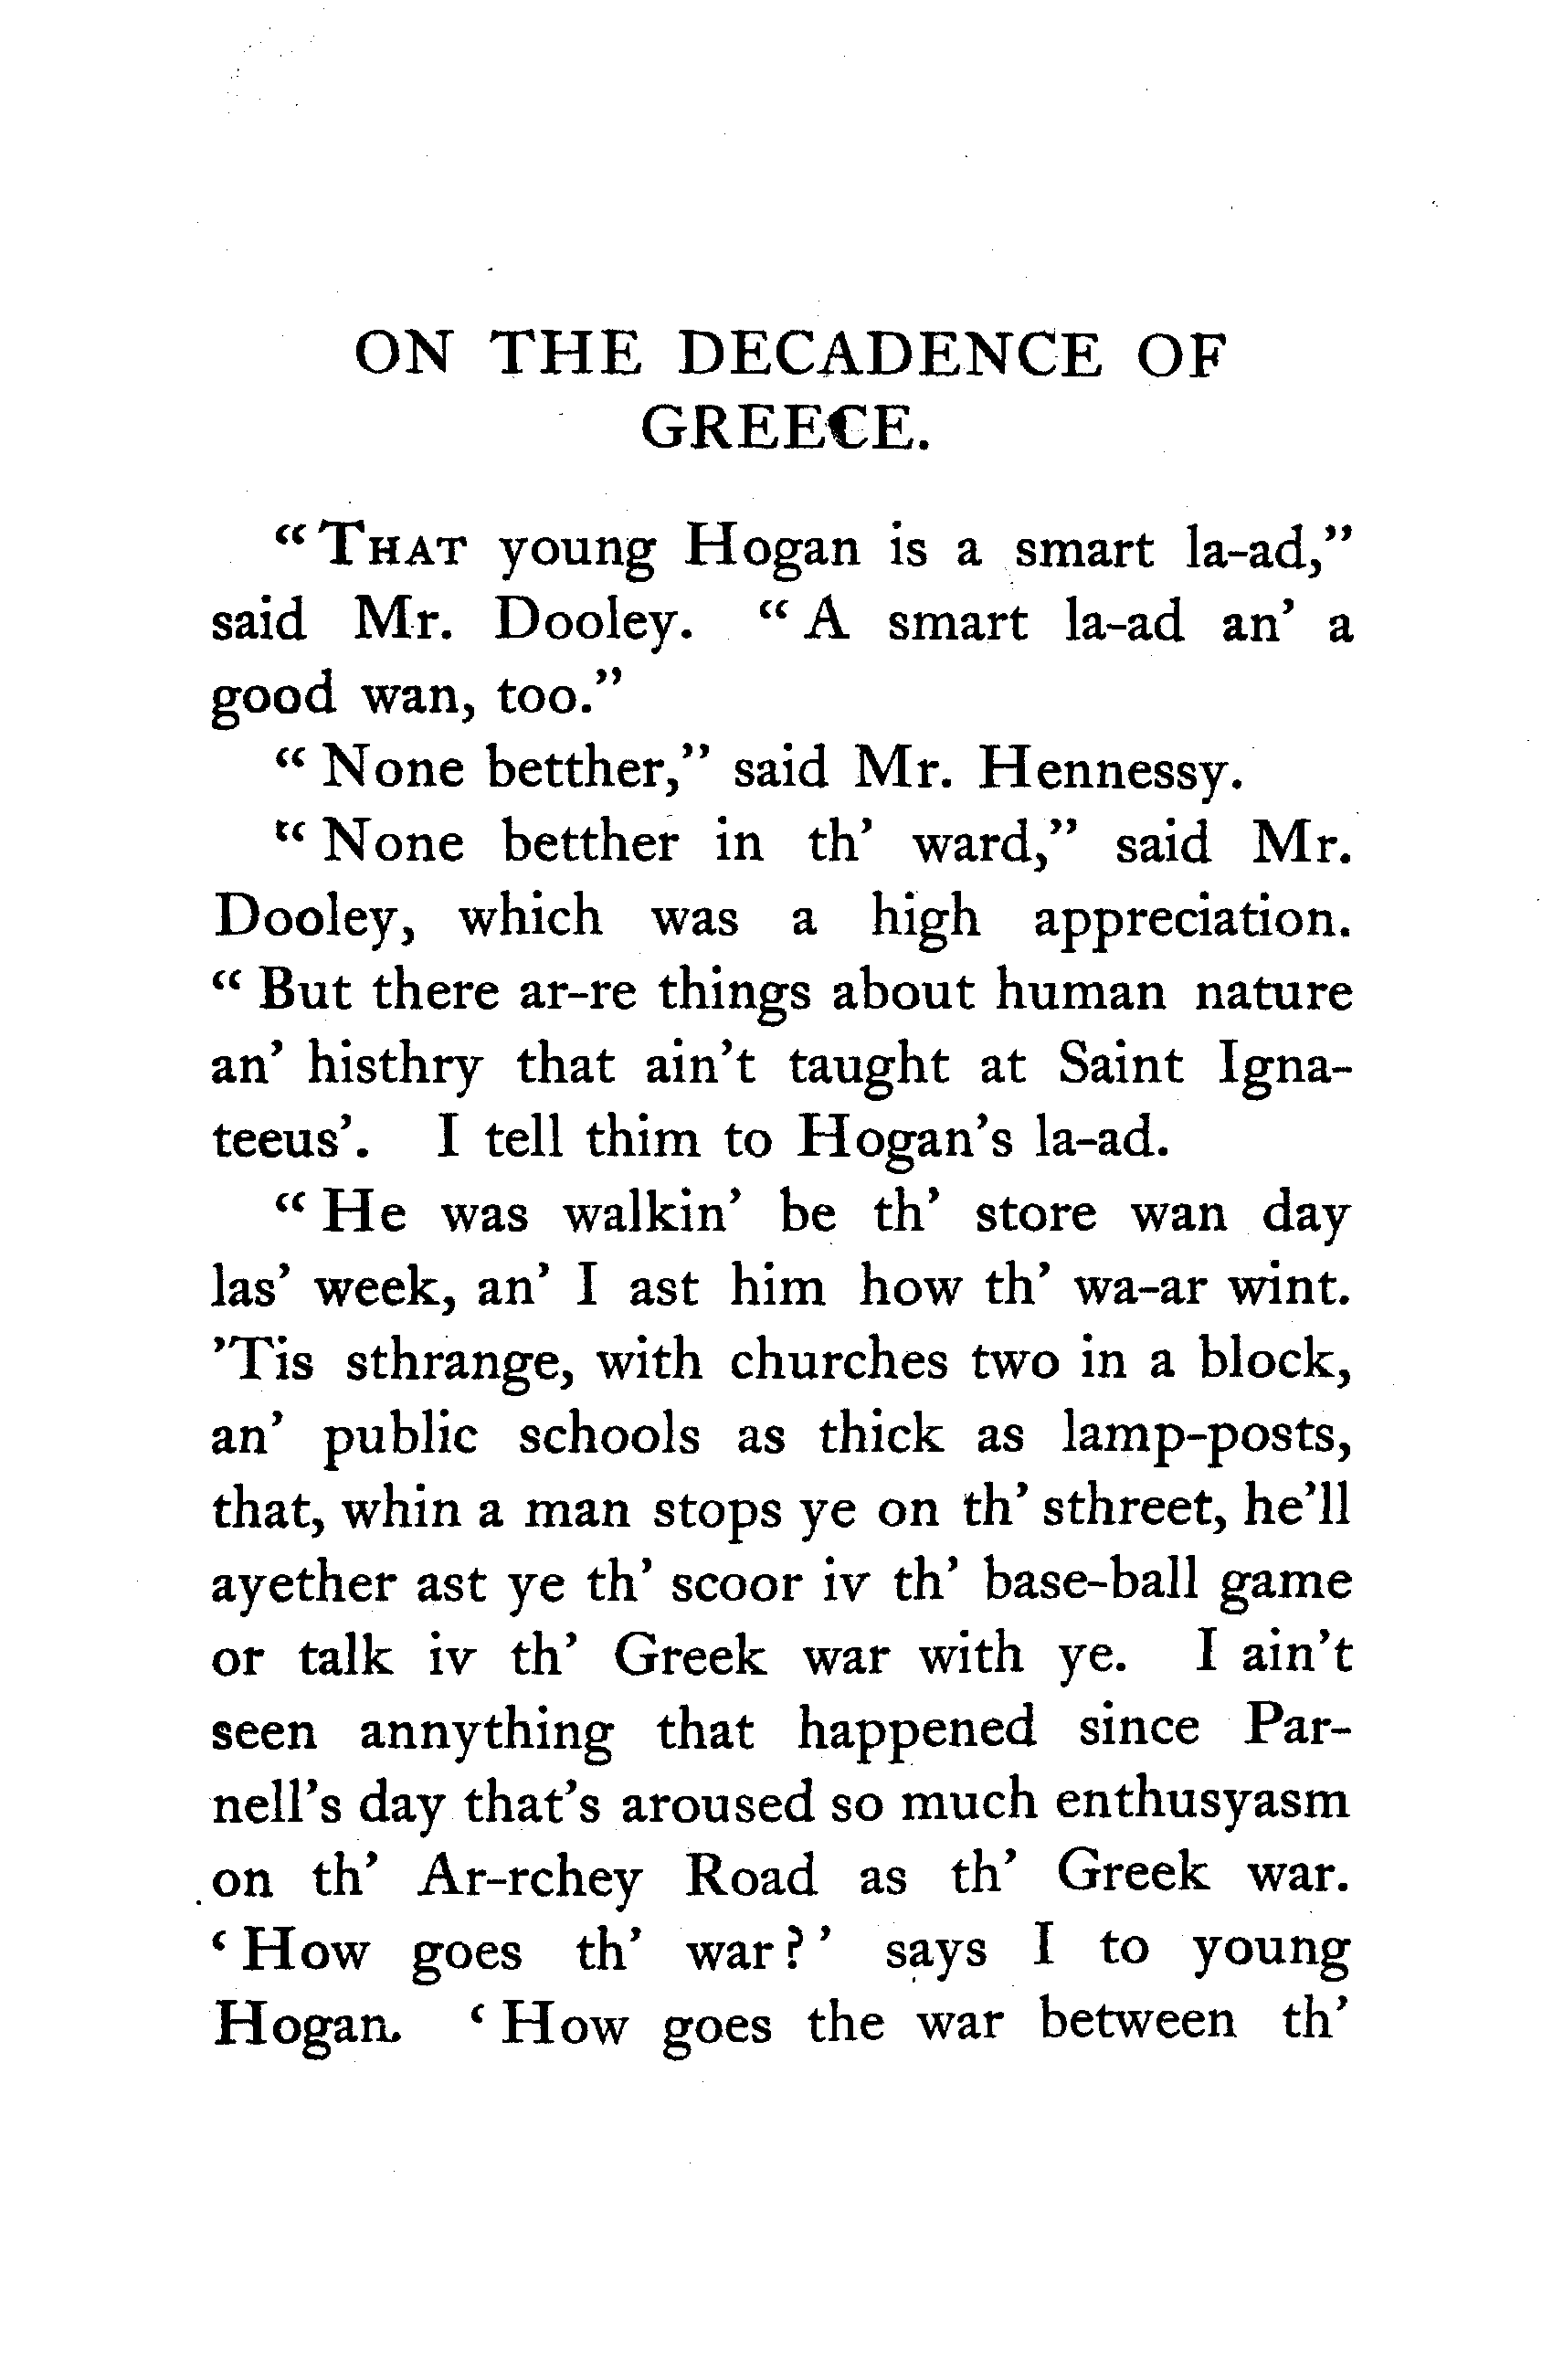 ON THE DECADENCE OF
GREECE.
“THAT young Hogan is a smart la-ad,”
said Mr. Dooley. “A smart la-ad an’ a
good wan, too.”
“None betther,” said Mr. Hennessy.
“None betther in th’ ward,” said Mr.
Dooley, which was a high appreciation.
“But there ar-re things about human nature
an’ histhry that ain’t taught at Saint Igna-
teeus’. I tell thim to Hogan’s la-ad.
“He was walkin’ be th’ store wan day
las’ week, an’ I ast him how th’ wa-ar wint.
’Tis sthrange, with churches two in a block,
an’ public schools as thick as lamp-posts,
that, whin a man stops ye on th’ sthreet, he’ll
ayether ast ye th’ scoor iv th’ base-ball game
or talk iv th’ Greek war with ye. I ain’t
seen annything that happened since Par-
nell’s day that’s aroused so much enthusyasm
on th’ Ar-rchey Road as th’ Greek war.
‘How goes th’ war?’ says I to young
Hogan. ‘How goes the war between th’